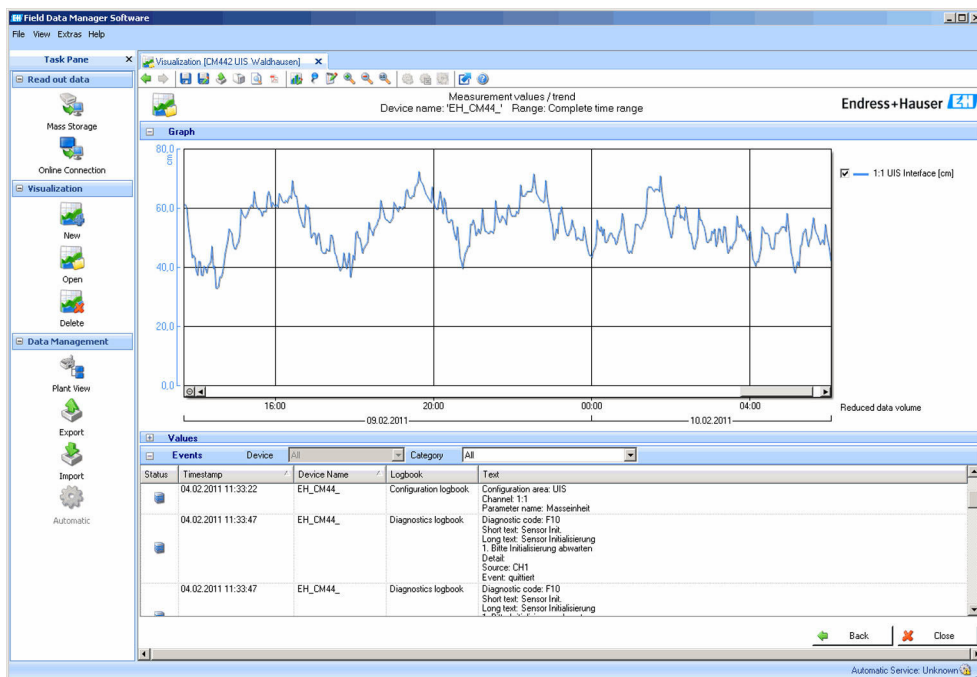 Field Data Manager Software
File View Extras Help
Task Pane
Read out data
Mass Storage
Online Connection
Visualization
New
Open
Delete
Data Management
Plant View
Export
Import
Automatic
Visualization [CM442 UIS Waldhausen]
Measurement values / trend
Device name: 'EH_CM44_' Range: Complete time range
Endress+Hauser EH
Graph
80,0
cm
60,0
40,0
20,0
0,0
16:00 20:00 00:00 04:00
09.02.2011 10.02.2011
1:1 UIS Interface [cm]
Reduced data volume
Values
Events Device All Category All
Status Timestamp Device Name Logbook Text
04.02.2011 11:33:22 EH_CM44_ Configuration logbook Configuration area: UIS
Channel: 1:1
Parameter name: Masseinheit
04.02.2011 11:33:47 EH_CM44_ Diagnostics logbook Diagnostic code: F10
Short text: Sensor Init.
Long text: Sensor Initialisierung
1. Bitte Initialisierung abwarten
Detail:
Source: CH1
Event: quittiert
04.02.2011 11:33:47 EH_CM44_ Diagnostics logbook Diagnostic code: F10
Short text: Sensor Init.
Long text: Sensor Initialisierung
Back Close
Automatic Service: Unknown